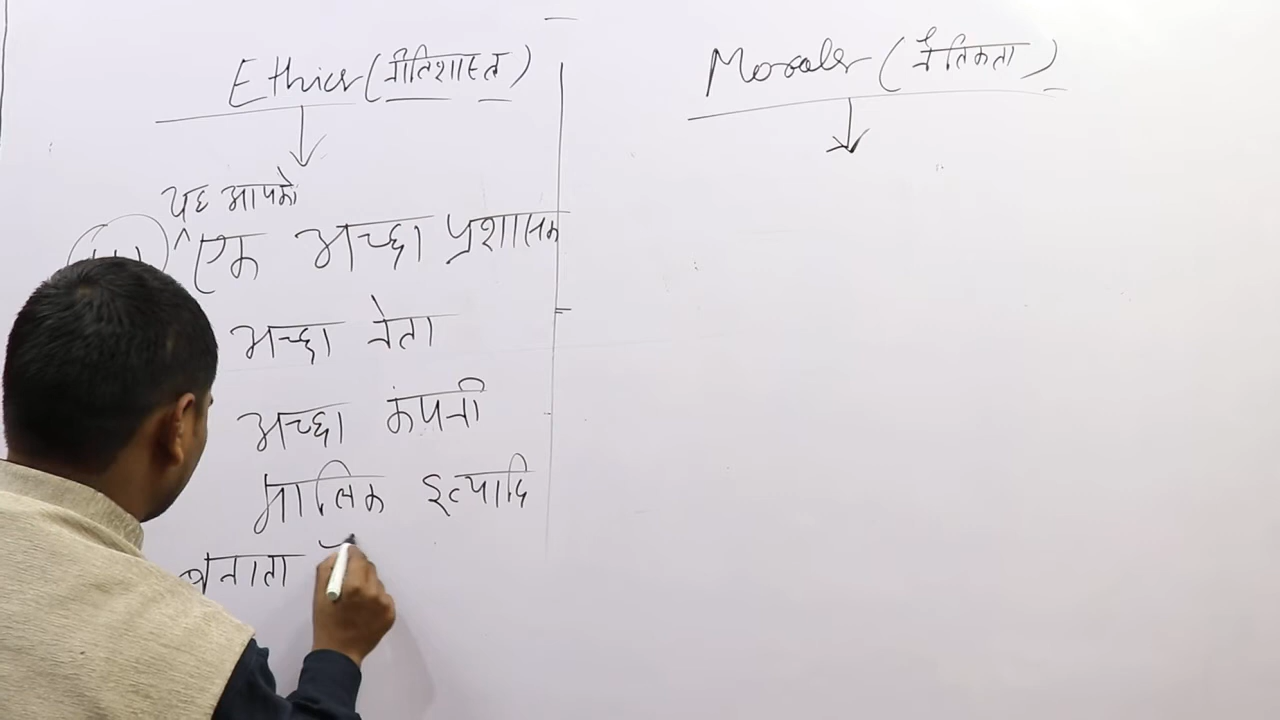 Ethics (नीतिशास्त्र)
यह आपको
एक अच्छा प्रशासक
अच्छा नेता
अच्छा कंपनी
मालिक इत्यादि
बनाता
Morals (नैतिकता)